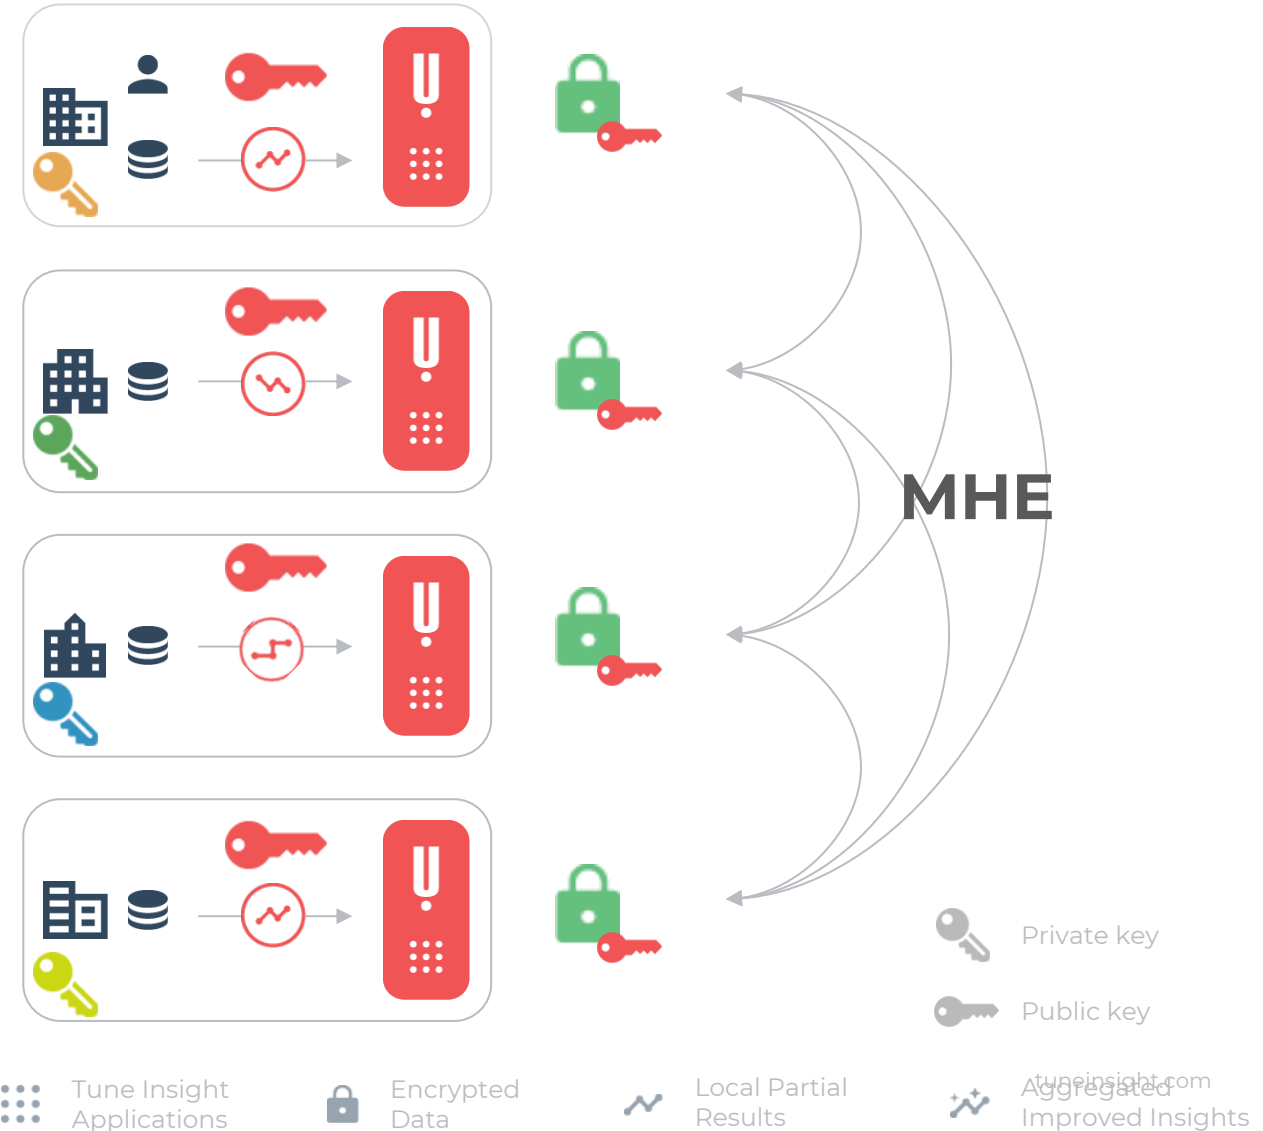 MHE
Private key
Public key
Tune Insight
Applications
Encrypted
Data
Local Partial
Results
tuneinsight.com
Aggregated
Improved Insights